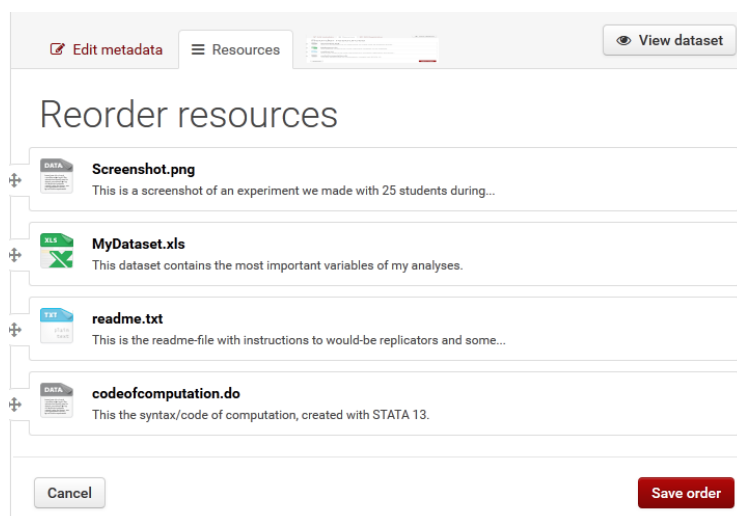 Edit metadata
Resources
View dataset
Reorder resources
DATA
Screenshot.png
This is a screenshot of an experiment we made with 25 students during...
XLS
MyDataset.xls
This dataset contains the most important variables of my analyses.
TXT
readme.txt
This is the readme-file with instructions to would-be replicators and some...
DATA
codeofcomputation.do
This the syntax/code of computation, created with STATA 13.
Cancel
Save order